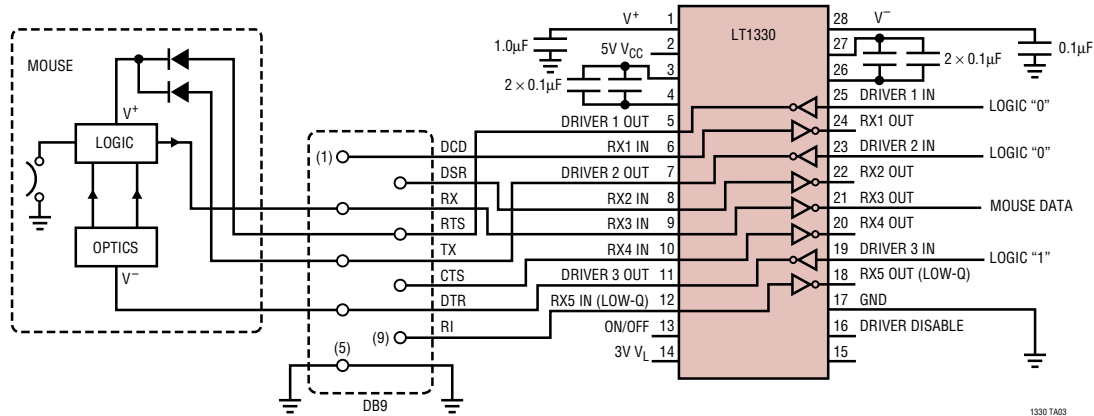 MOUSE
V+
LOGIC
OPTICS
V–
(1)
DCD
DSR
RX
RTS
TX
CTS
DTR
RI
(9)
(5)
DB9
LT1330
V+
1
1.0µF
5V VCC
2
3
2 × 0.1µF
4
DRIVER 1 OUT
5
RX1 IN
6
DRIVER 2 OUT
7
RX2 IN
8
RX3 IN
9
RX4 IN
10
DRIVER 3 OUT
11
RX5 IN (LOW-Q)
12
ON/OFF
13
3V VL
14
28
V–
0.1µF
27
2 × 0.1µF
26
25
DRIVER 1 IN
LOGIC “0”
24
RX1 OUT
23
DRIVER 2 IN
LOGIC “0”
22
RX2 OUT
21
RX3 OUT
MOUSE DATA
20
RX4 OUT
19
DRIVER 3 IN
LOGIC “1”
18
RX5 OUT (LOW-Q)
17
GND
16
DRIVER DISABLE
15
1330 TA03